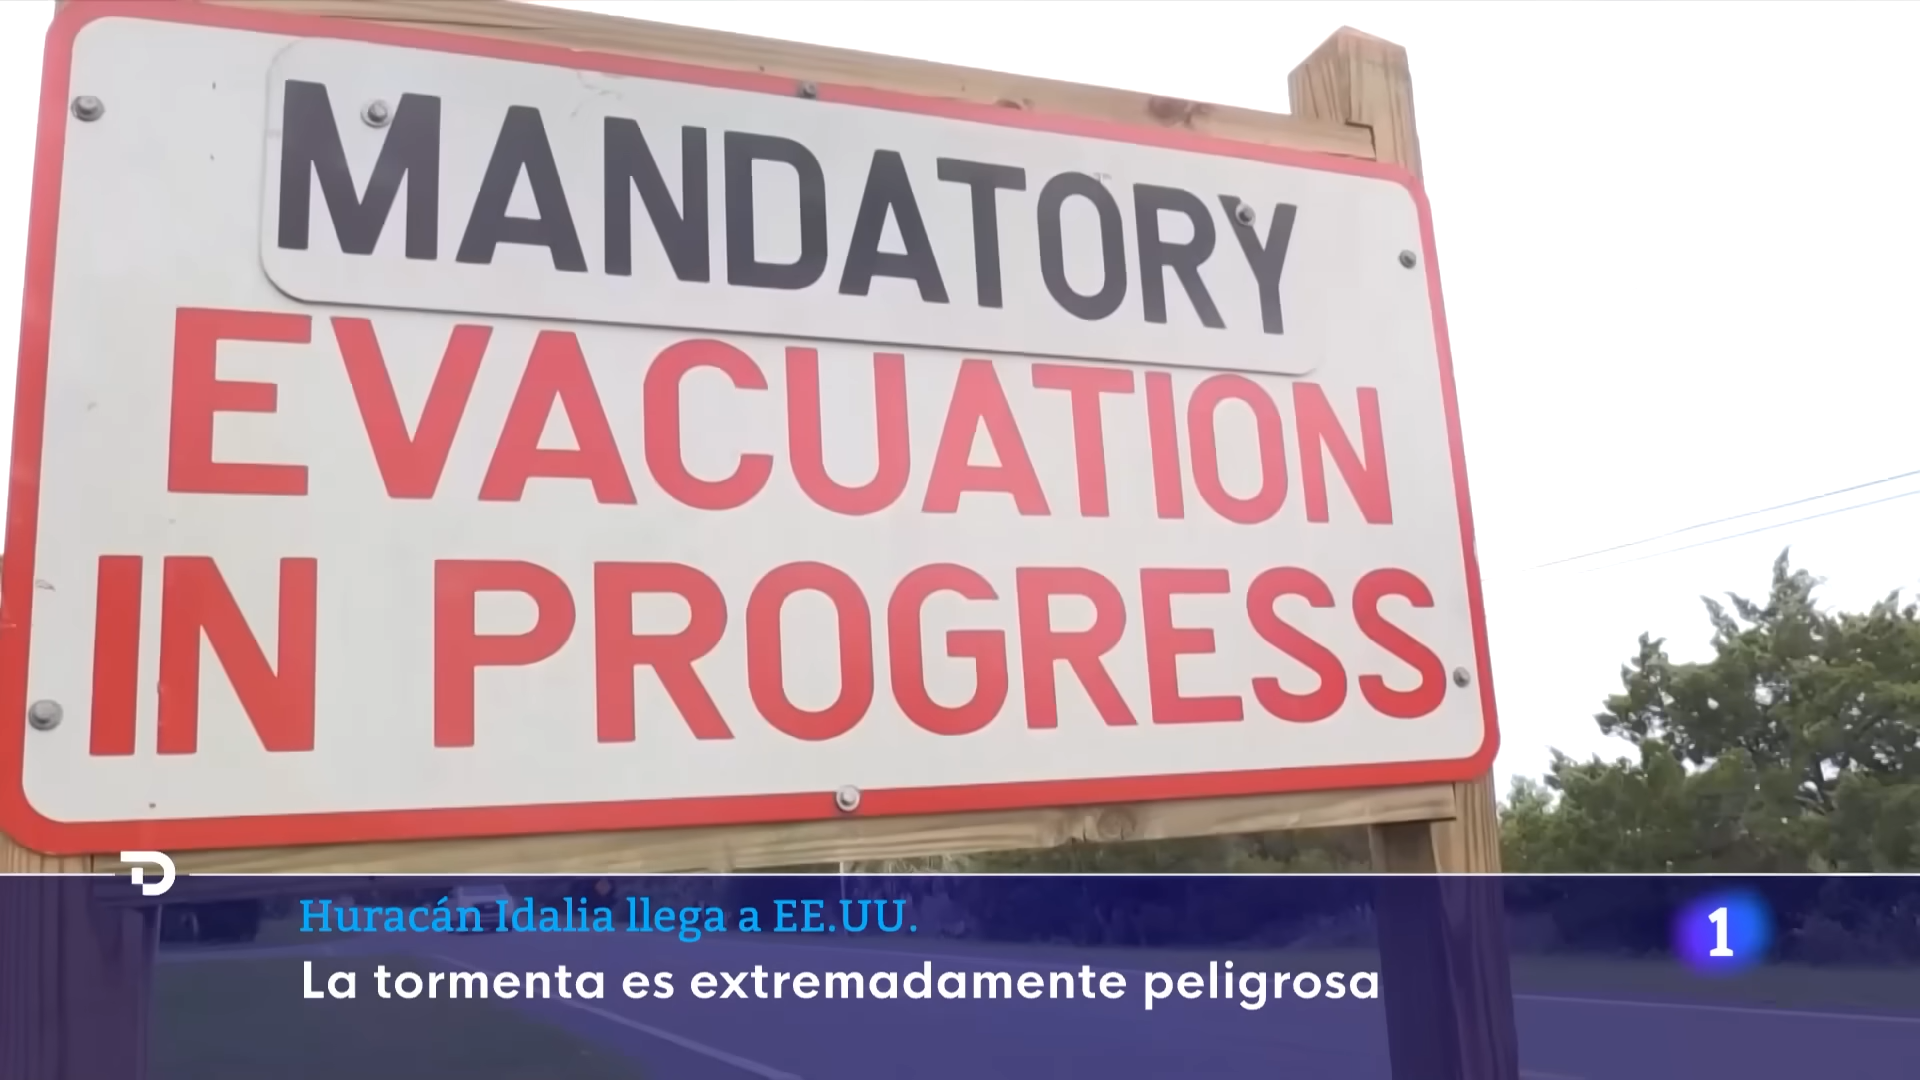 MANDATORY
EVACUATION
IN PROGRESS
Huracán Idalia llega a EE.UU.
La tormenta es extremadamente peligrosa
1